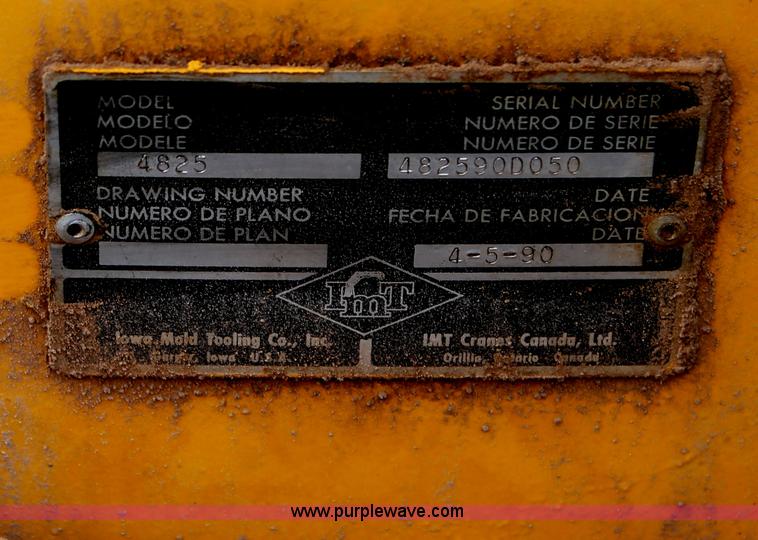 MODEL SERIAL NUMBER
MODELO NUMERO DE SERIE
MODELE NUMERO DE SERIE
4825 482590D050
DRAWING NUMBER DATE
NUMERO DE PLANO FECHA DE FABRICACION
NUMERO DE PLAN DATE
4-5-90
IMT
Iowa Mold Tooling Co., Inc. IMT Cranes Canada, Ltd.
Garner, Iowa U.S.A. Orillia, Ontario Canada
www.purplewave.com